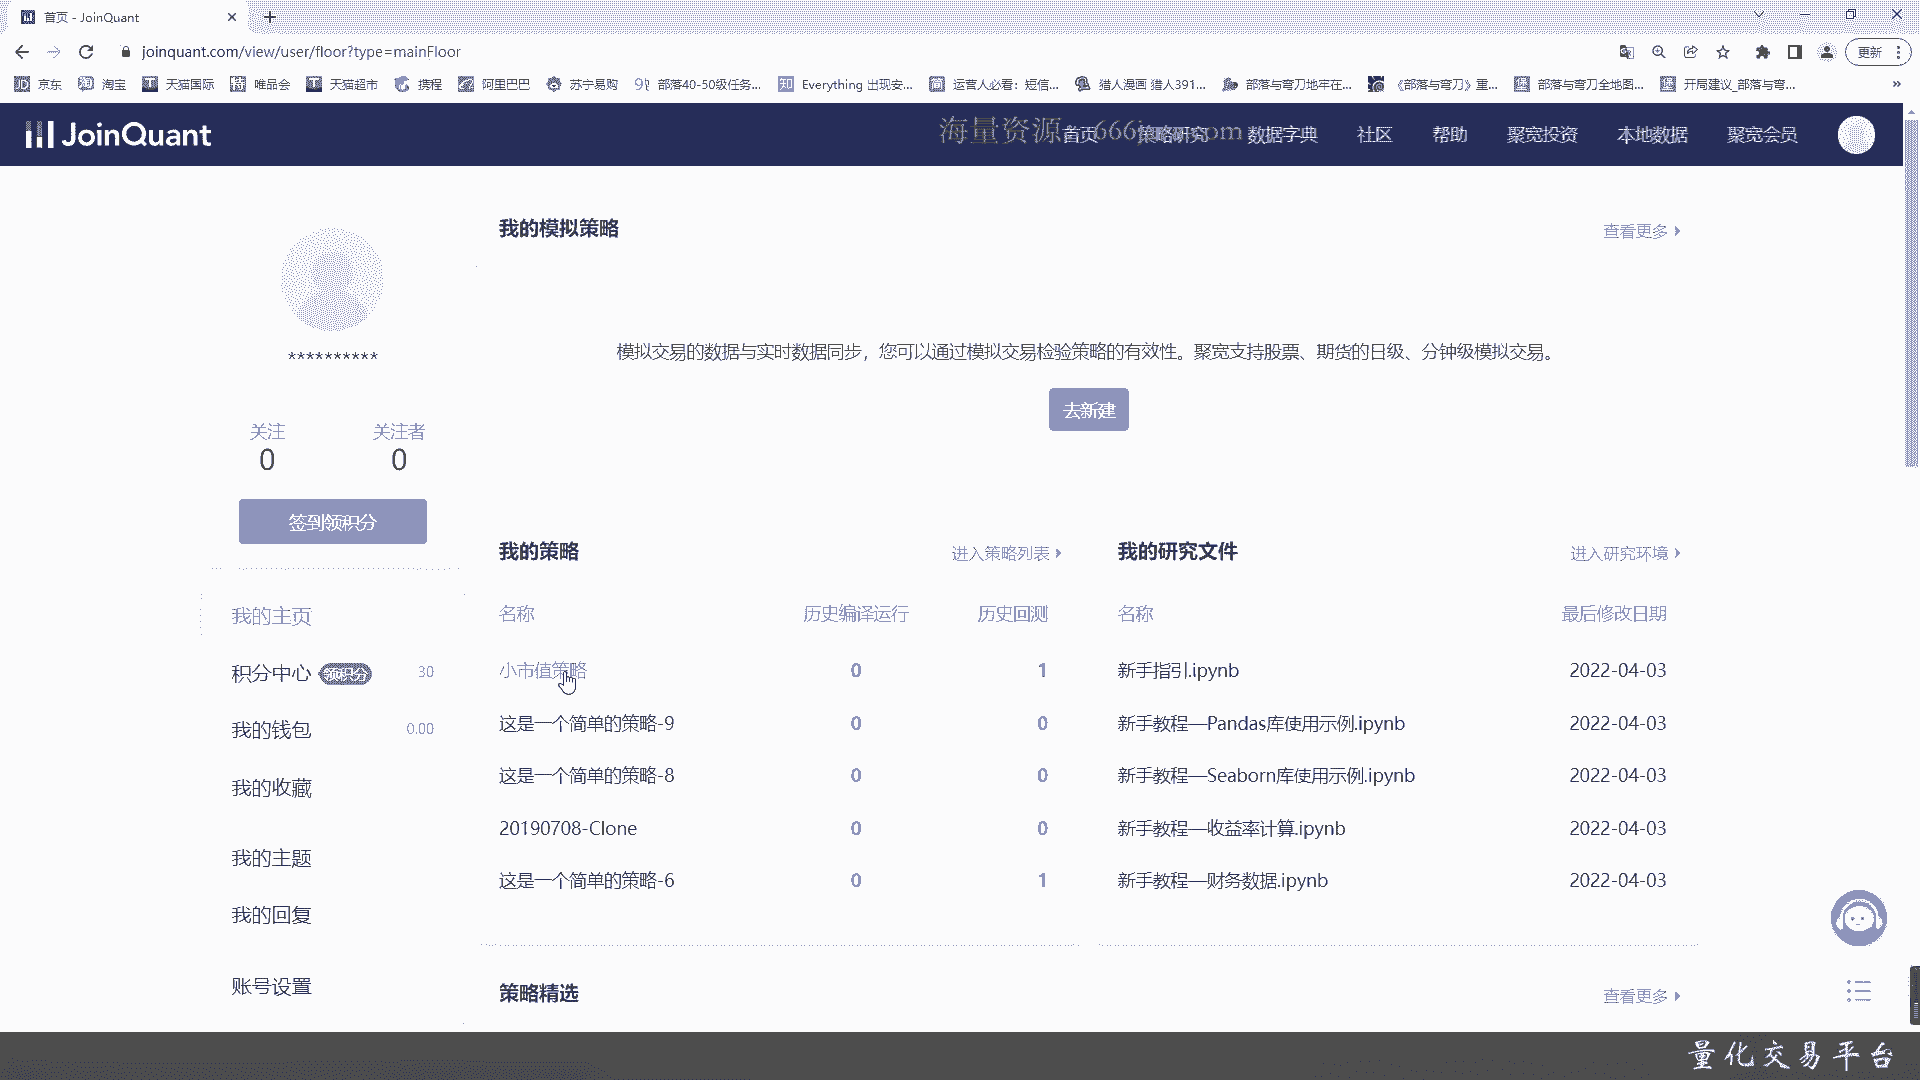 首页 - JoinQuant
joinquant.com/view/user/floor?type=mainFloor
更新
京东 淘宝 天猫国际 唯品会 天猫超市 携程 阿里巴巴 苏宁易购 部落40-50级任务... Everything 出现安... 运营人必看：短信... 猎人漫画 猎人391... 部落与弯刀地牢在... 《部落与弯刀》重... 部落与弯刀全地图... 开局建议_部落与弯...
JoinQuant
海量资源
首页 策略研究 数据字典 社区 帮助 聚宽投资 本地数据 聚宽会员
我的模拟策略 查看更多
模拟交易的数据与实时数据同步，您可以通过模拟交易检验策略的有效性。聚宽支持股票、期货的日级、分钟级模拟交易。
去新建
**********
关注 关注者
0 0
签到领积分
我的主页
积分中心 领积分 30
我的钱包 0.00
我的收藏
我的主题
我的回复
账号设置
我的策略 进入策略列表
名称 历史编译运行 历史回测
小市值策略 0 1
这是一个简单的策略-9 0 0
这是一个简单的策略-8 0 0
20190708-Clone 0 0
这是一个简单的策略-6 0 1
我的研究文件 进入研究环境
名称 最后修改日期
新手指引.ipynb 2022-04-03
新手教程—Pandas库使用示例.ipynb 2022-04-03
新手教程—Seaborn库使用示例.ipynb 2022-04-03
新手教程—收益率计算.ipynb 2022-04-03
新手教程—财务数据.ipynb 2022-04-03
策略精选 查看更多
量化交易平台